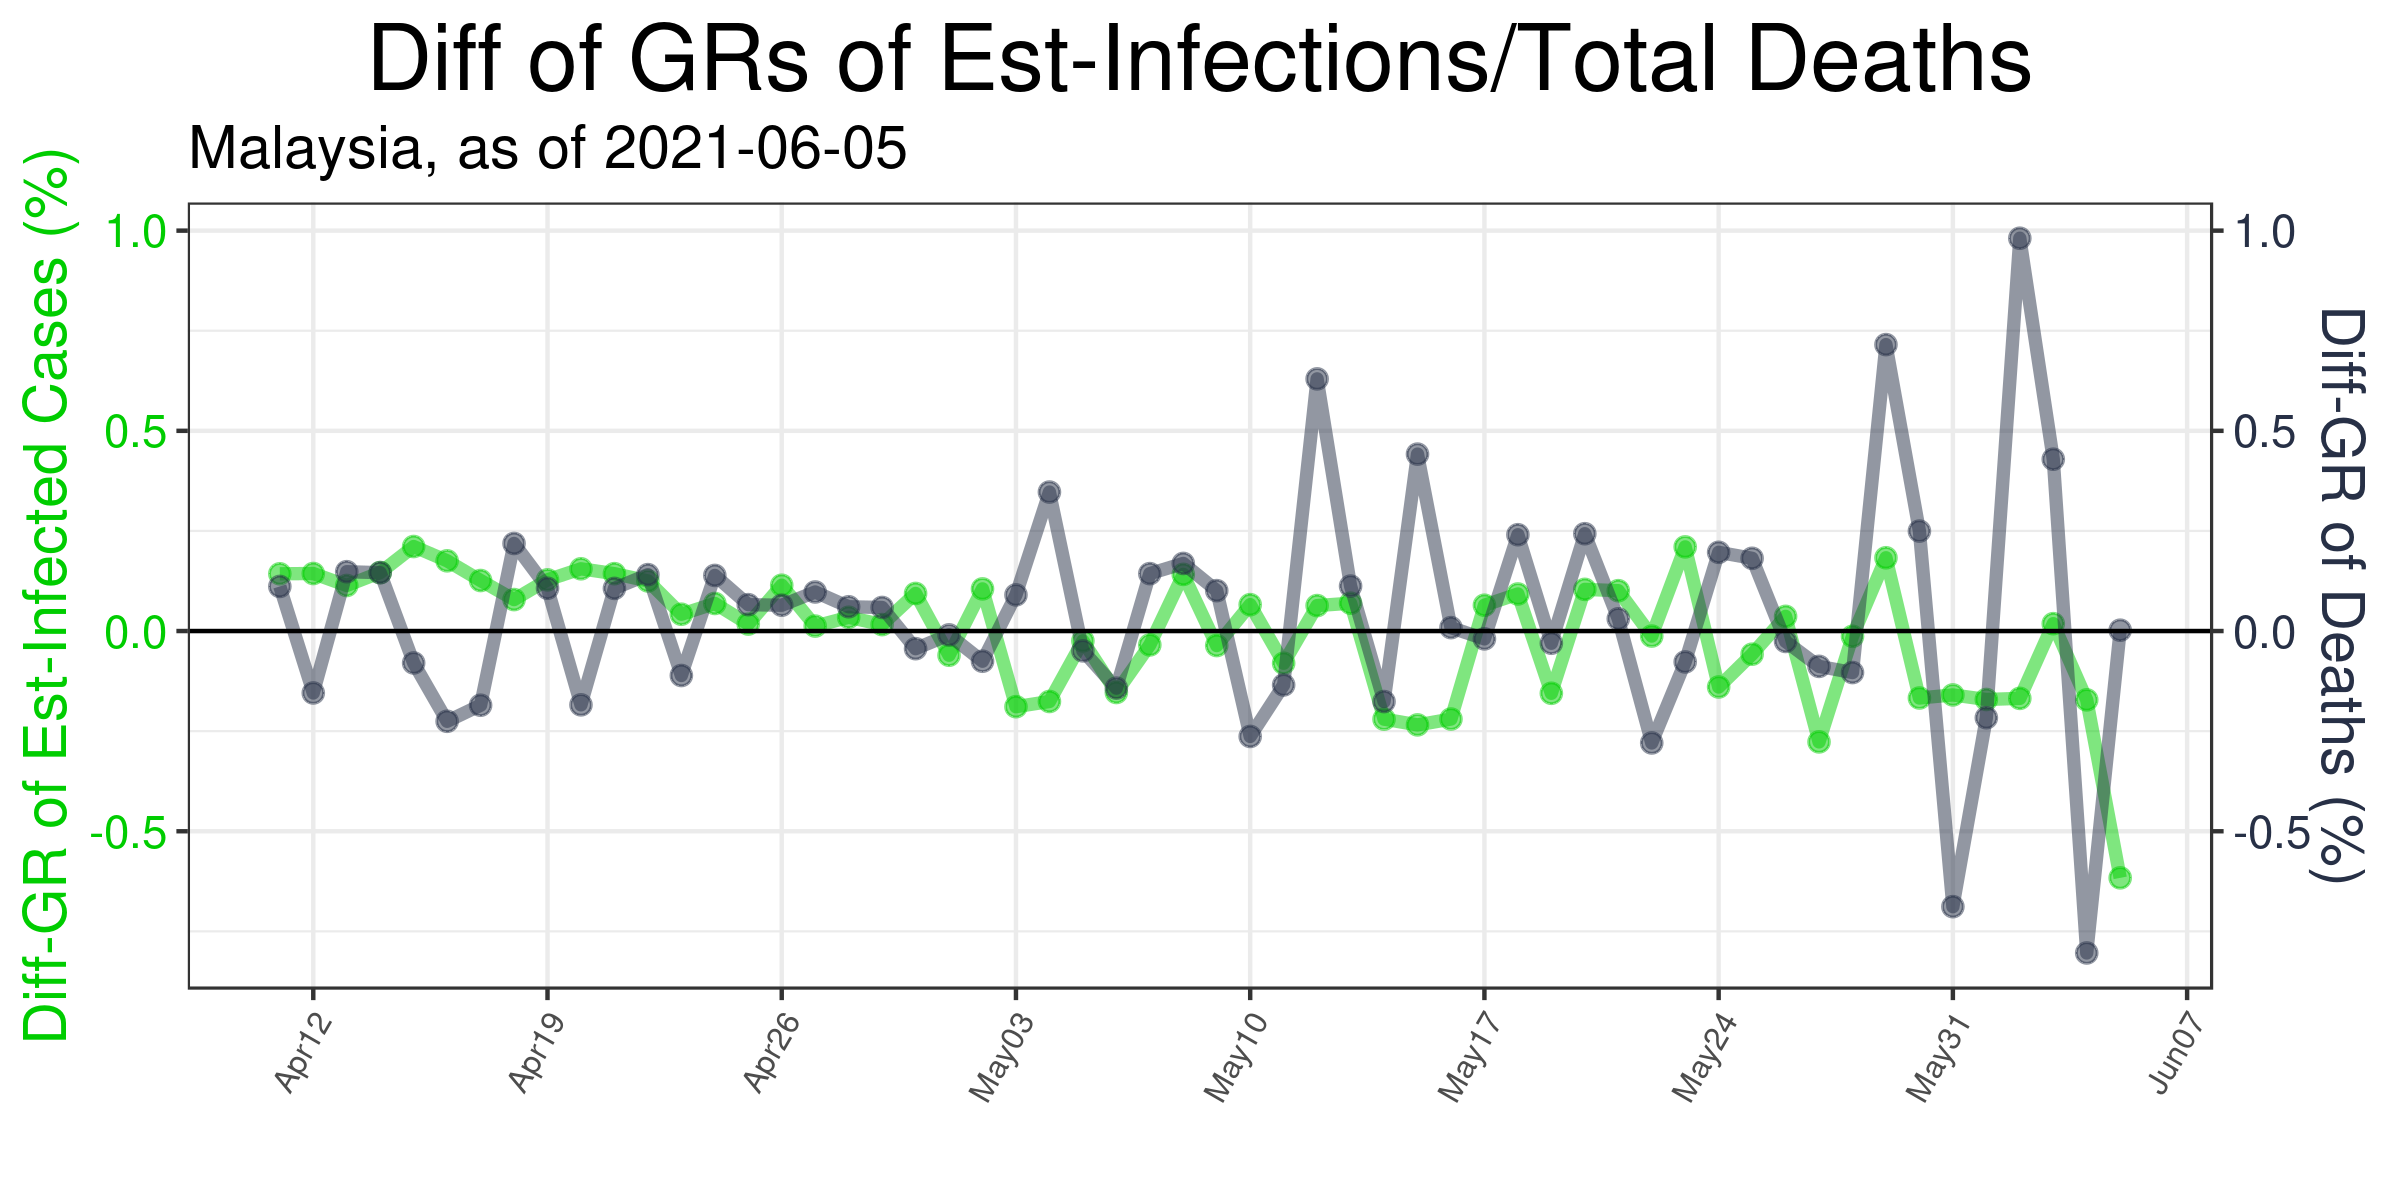 Diff of GRs of Est-Infections/Total Deaths
Malaysia, as of 2021-06-05
Diff-GR of Est-Infected Cases (%)
1.0
0.5
0.0
-0.5
1.0
0.5
0.0
-0.5
Diff-GR of Deaths (%)
Apr12
Apr19
Apr26
May03
May10
May17
May24
May31
Jun07